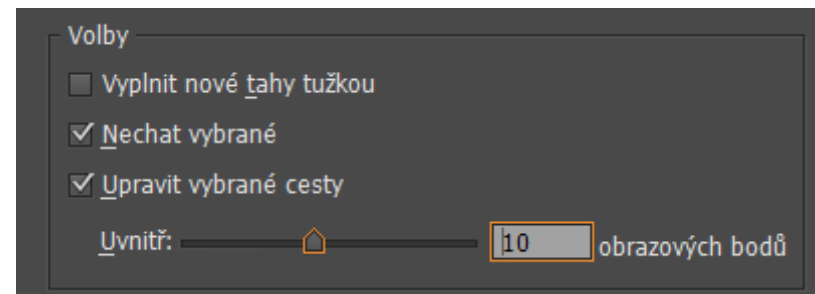 Volby
Vyplnit nové tahy tužkou
Nechat vybrané
Upravit vybrané cesty
Uvnitř: 10 obrazových bodů